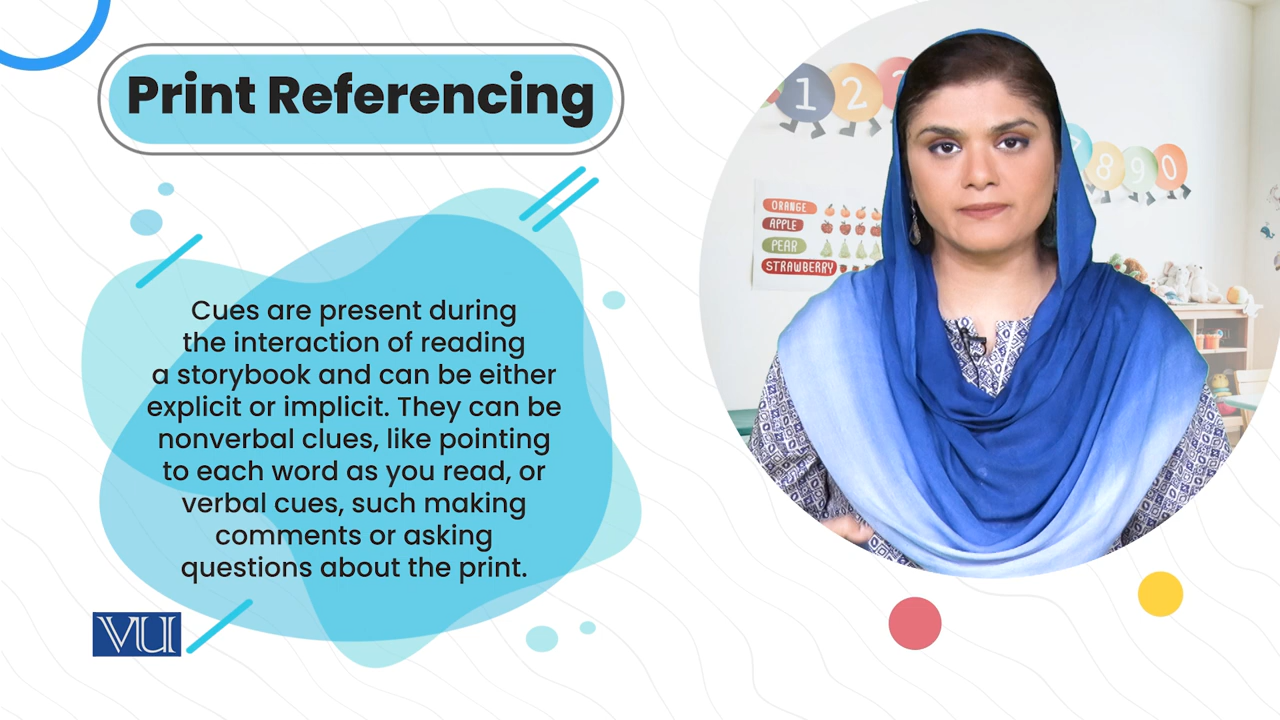 Print Referencing
Cues are present during
the interaction of reading
a storybook and can be either
explicit or implicit. They can be
nonverbal clues, like pointing
to each word as you read, or
verbal cues, such making
comments or asking
questions about the print.
VU
1 2 3
7 8 9 0
ORANGE
APPLE
PEAR
STRAWBERRY